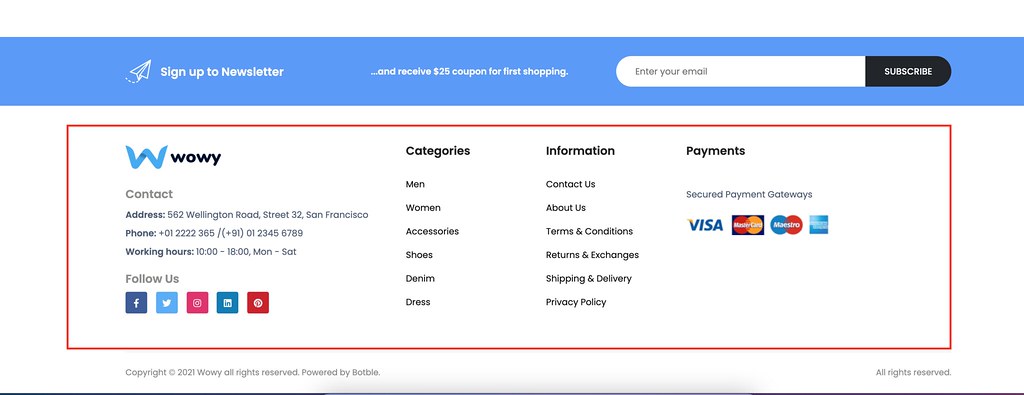 Sign up to Newsletter
...and receive $25 coupon for first shopping.
Enter your email
SUBSCRIBE
wowy
Contact
Address: 562 Wellington Road, Street 32, San Francisco
Phone: +01 2222 365 /(+91) 01 2345 6789
Working hours: 10:00 - 18:00, Mon - Sat
Follow Us
Categories
Men
Women
Accessories
Shoes
Denim
Dress
Information
Contact Us
About Us
Terms & Conditions
Returns & Exchanges
Shipping & Delivery
Privacy Policy
Payments
Secured Payment Gateways
VISA
MasterCard
Maestro
Copyright © 2021 Wowy all rights reserved. Powered by Botble.
All rights reserved.